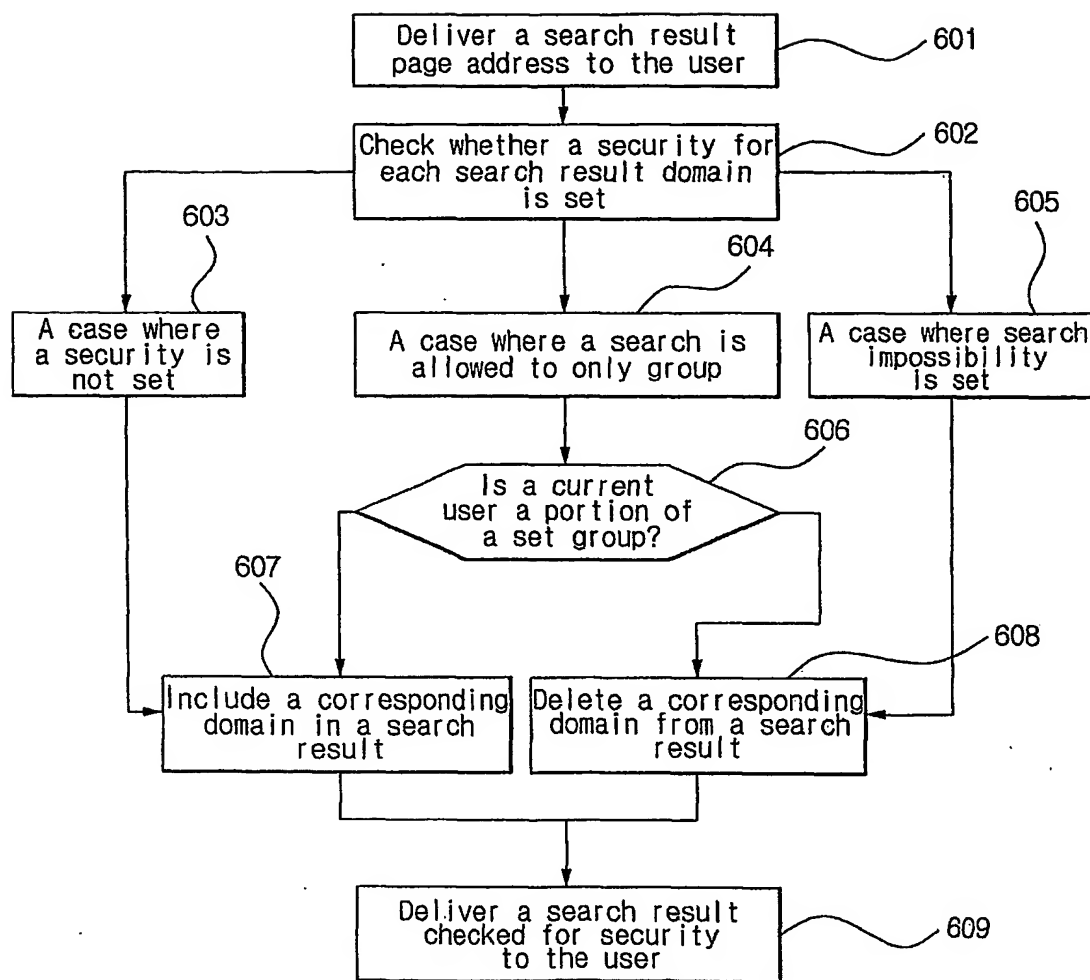 Deliver a search result
page address to the user
601
Check whether a security for
each search result domain
is set
602
603
604
605
A case where
a security is
not set
A case where a search is
allowed to only group
A case where search
impossibility
is set
606
Is a current
user a portion of
a set group?
607
608
Include a corresponding
domain in a search
result
Delete a corresponding
domain from a search
result
Deliver a search result
checked for security
to the user
609